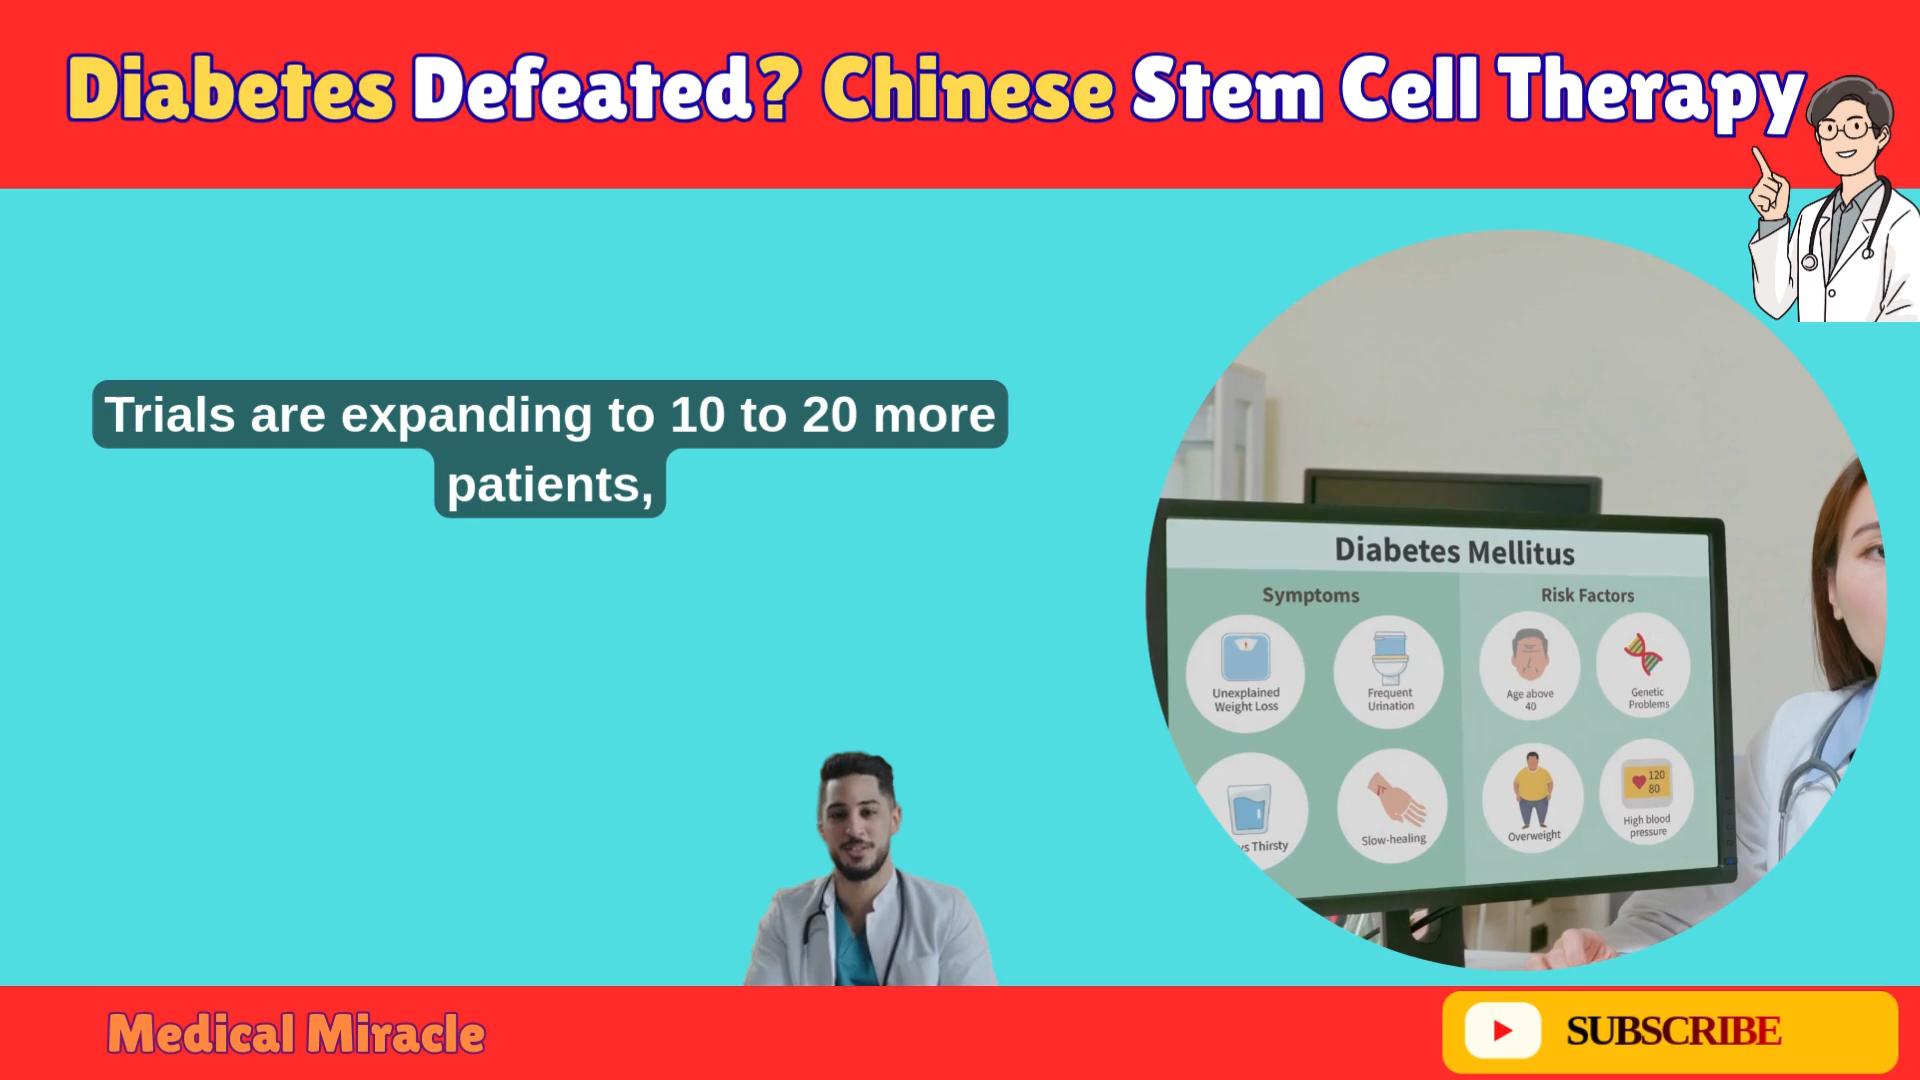 Diabetes Defeated? Chinese Stem Cell Therapy
Trials are expanding to 10 to 20 more
patients,
Diabetes Mellitus
Symptoms
Risk Factors
Unexplained
Weight Loss
Frequent
Urination
Age above
40
Genetic
Problems
120
80
ys Thirsty
Slow-healing
Overweight
High blood
pressure
Medical Miracle
SUBSCRIBE